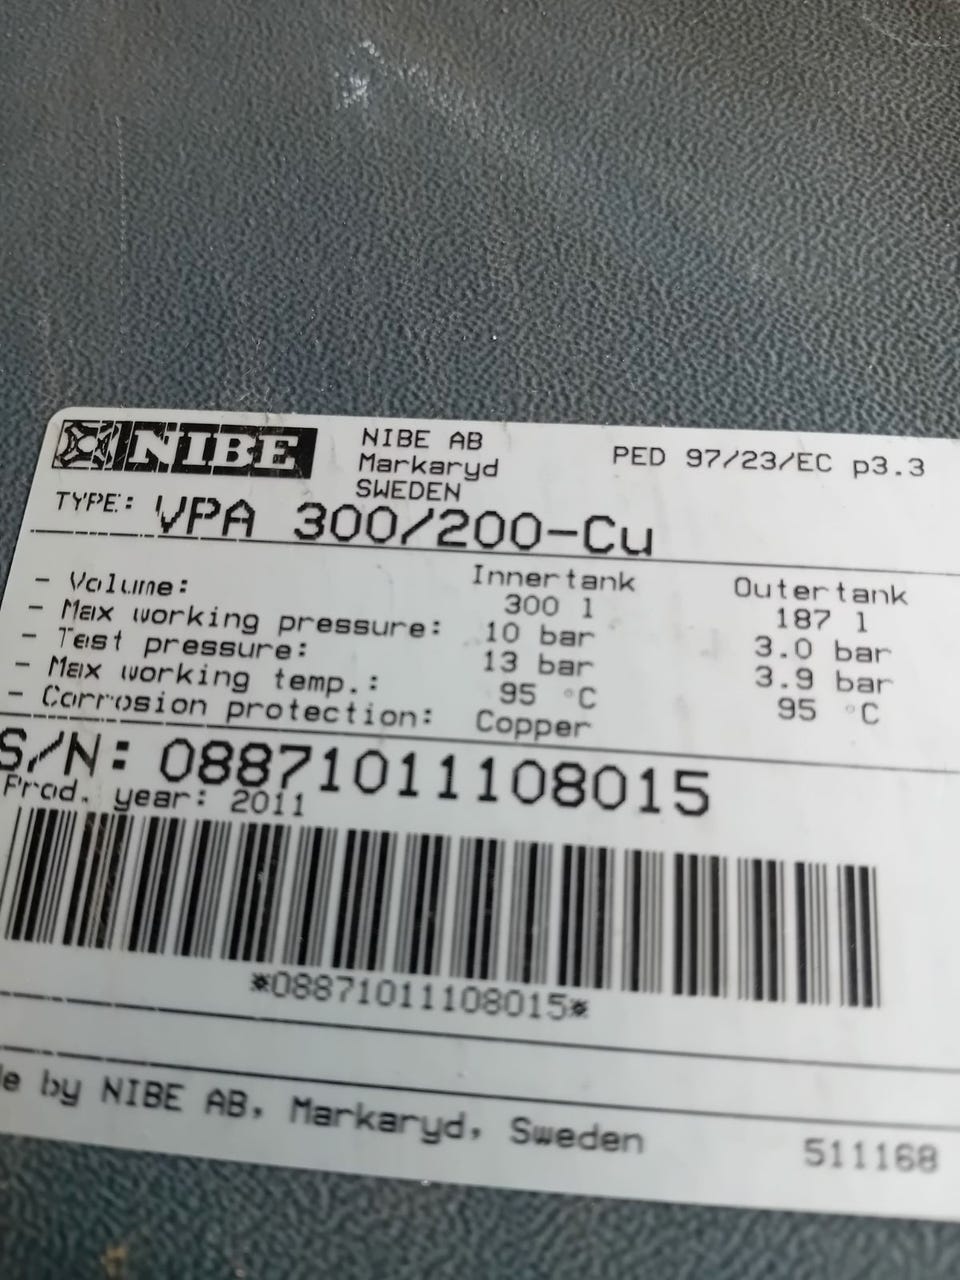 NIBE
NIBE AB
Markaryd
SWEDEN
PED 97/23/EC p3.3
TYPE: VPA 300/200-Cu
Innertank Outertank
- Volume: 300 l 187 l
- Max working pressure: 10 bar 3.0 bar
- Test pressure: 13 bar 3.9 bar
- Max working temp.: 95 °C 95 °C
- Corrosion protection: Copper
S/N: 08871011108015
Prod. year: 2011
*08871011108015*
de by NIBE AB, Markaryd, Sweden 511168